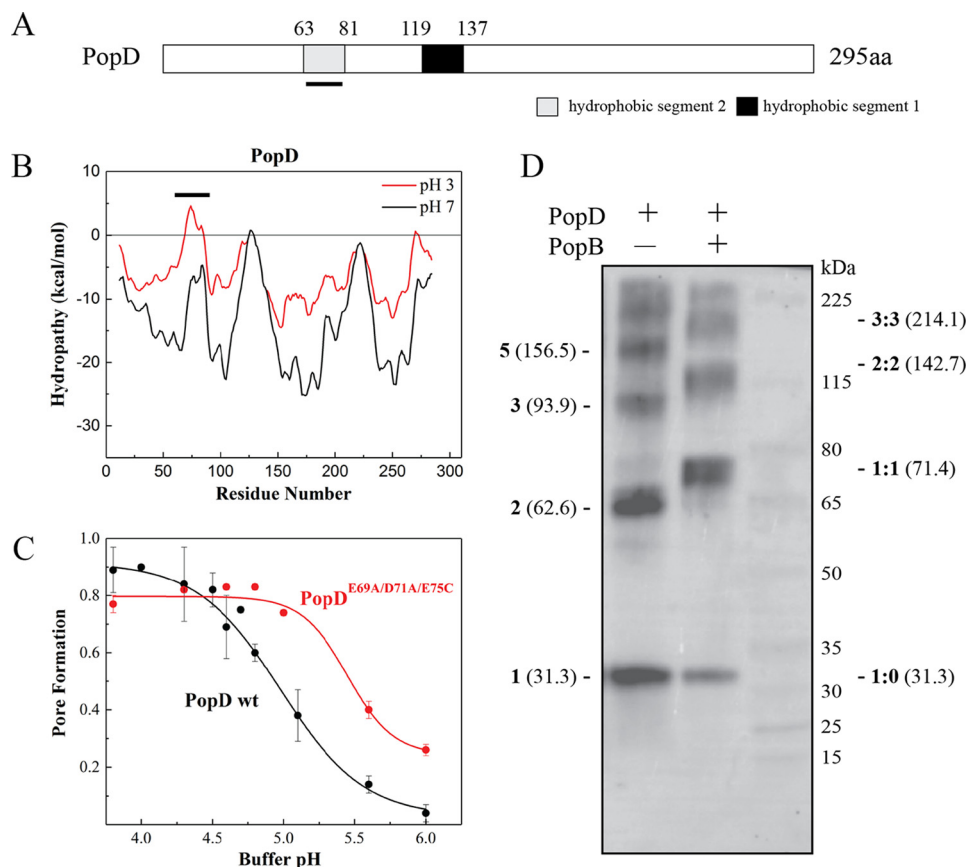 A
63 81 119 137
PopD 295aa
hydrophobic segment 2 hydrophobic segment 1
B
PopD
pH 3
pH 7
10
0
-10
-20
-30
Hydropathy (kcal/mol)
0 50 100 150 200 250 300
Residue Number
C
1.0
0.8
0.6
0.4
0.2
Pore Formation
PopD E69A/D71A/E75C
PopD wt
4.0 4.5 5.0 5.5 6.0
Buffer pH
D
PopD + +
PopB — +
kDa
225
115
80
65
50
35
30
25
15
5 (156.5) -
3 (93.9) -
2 (62.6) -
1 (31.3) -
- 3:3 (214.1)
- 2:2 (142.7)
- 1:1 (71.4)
- 1:0 (31.3)